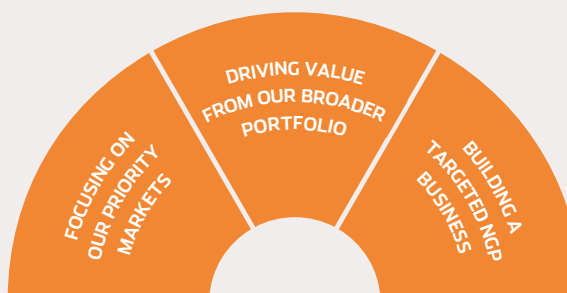 FOCUSING ON
OUR PRIORITY
MARKETS
DRIVING VALUE
FROM OUR BROADER
PORTFOLIO
BUILDING A
TARGETED NGP
BUSINESS